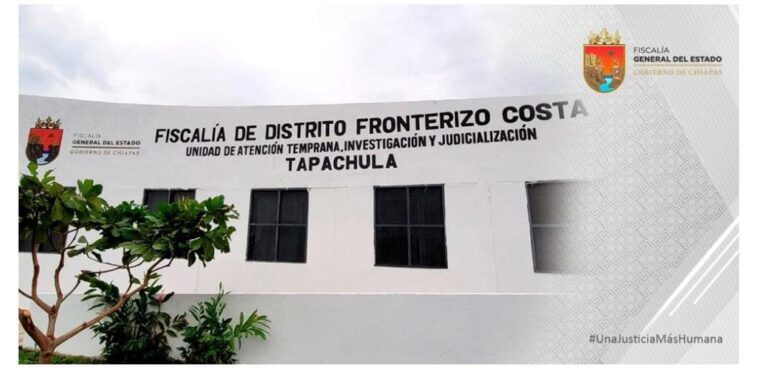 FISCALÍA
GENERAL DEL ESTADO
GOBIERNO DE CHIAPAS
FISCALÍA DE DISTRITO FRONTERIZO COSTA
UNIDAD DE ATENCIÓN TEMPRANA, INVESTIGACIÓN Y JUDICIALIZACIÓN
TAPACHULA
FISCALÍA
GENERAL DEL ESTADO
GOBIERNO DE CHIAPAS
#UnaJusticiaMásHumana